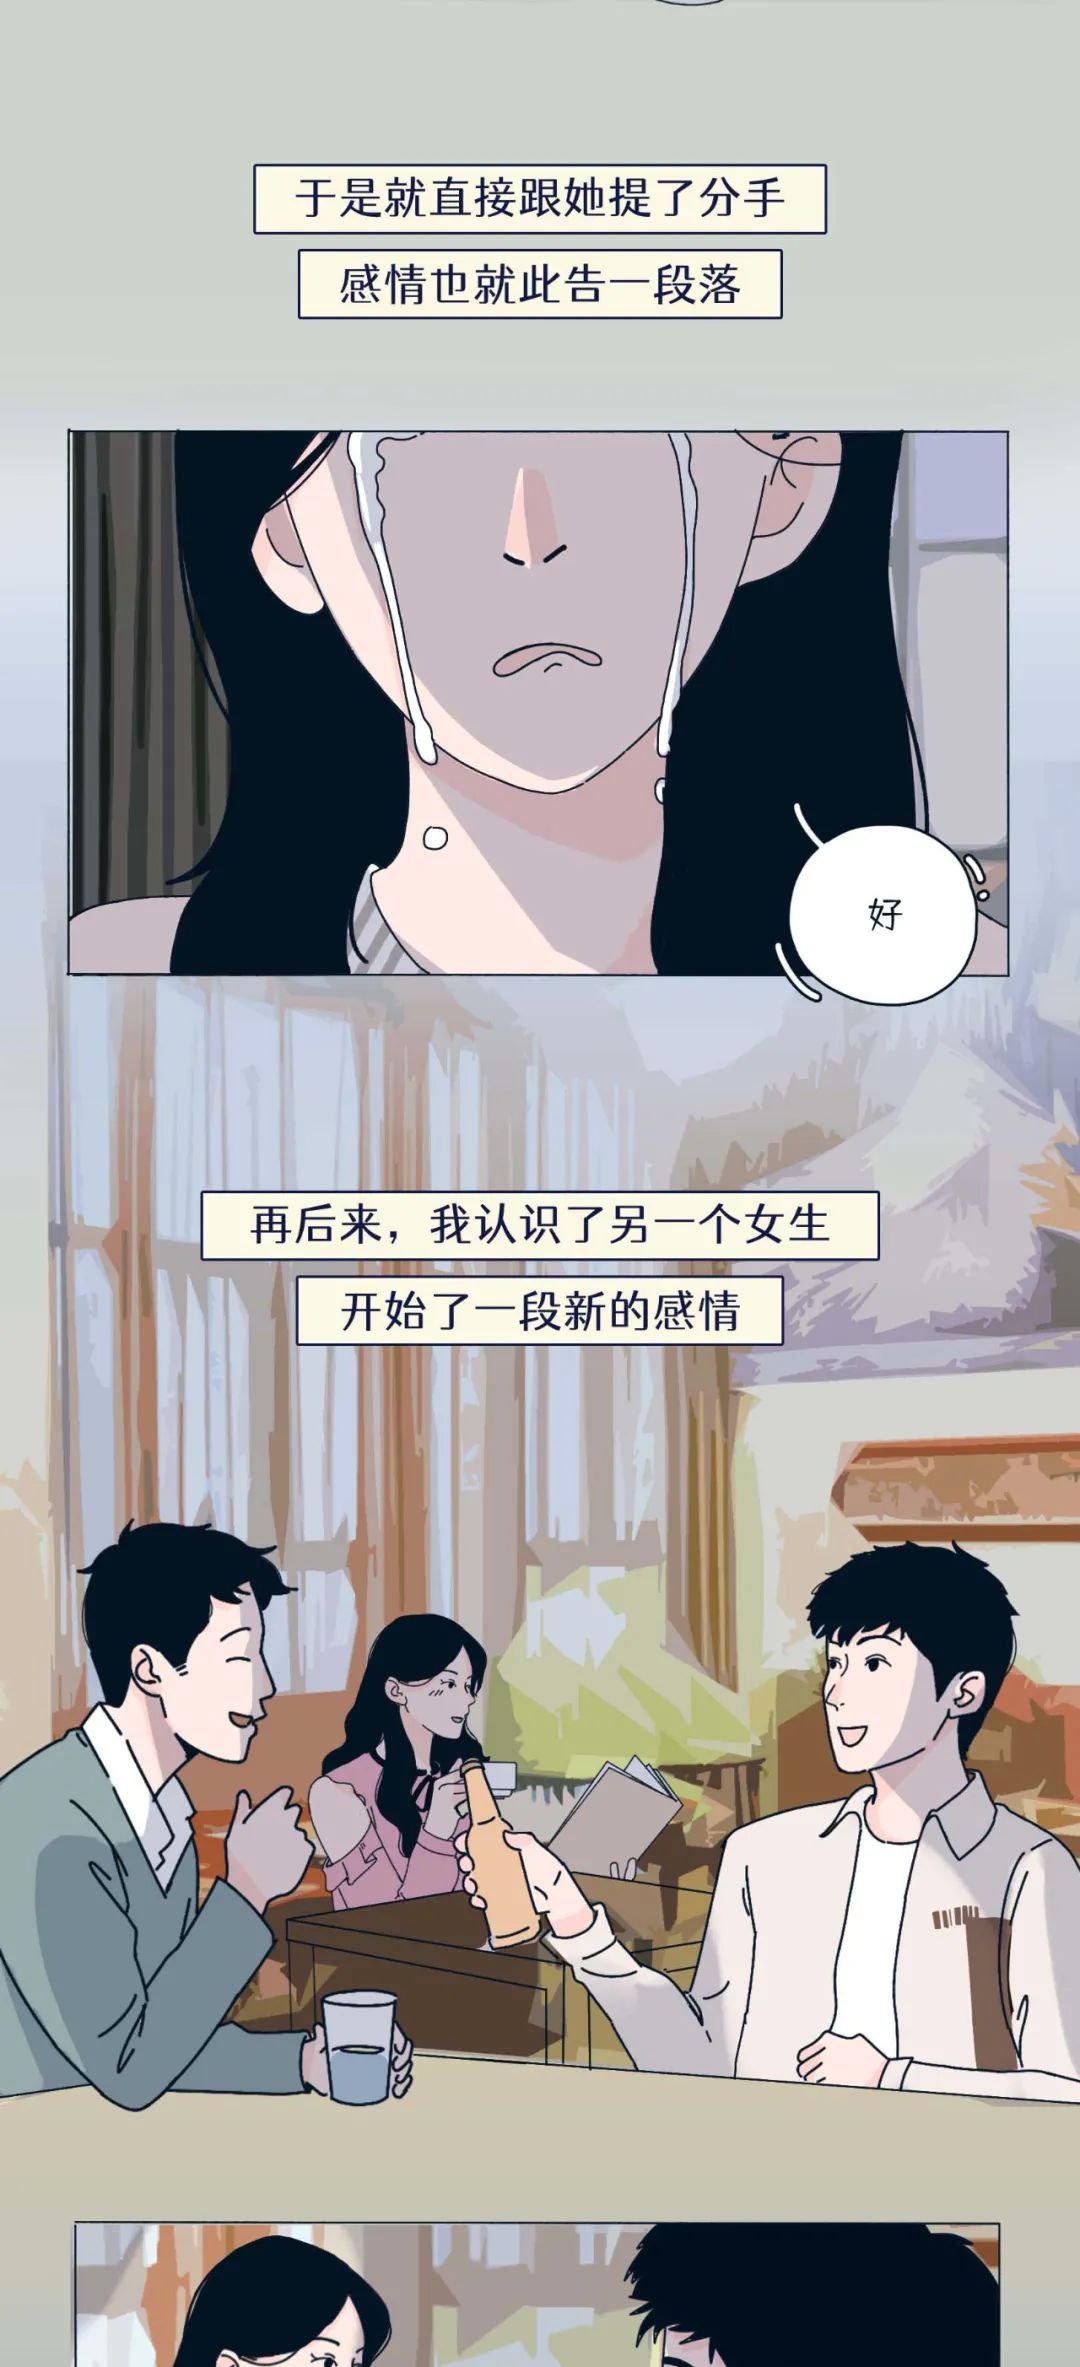 于是就直接跟她提了分手
感情也就此告一段落
好
再后来，我认识了另一个女生
开始了一段新的感情